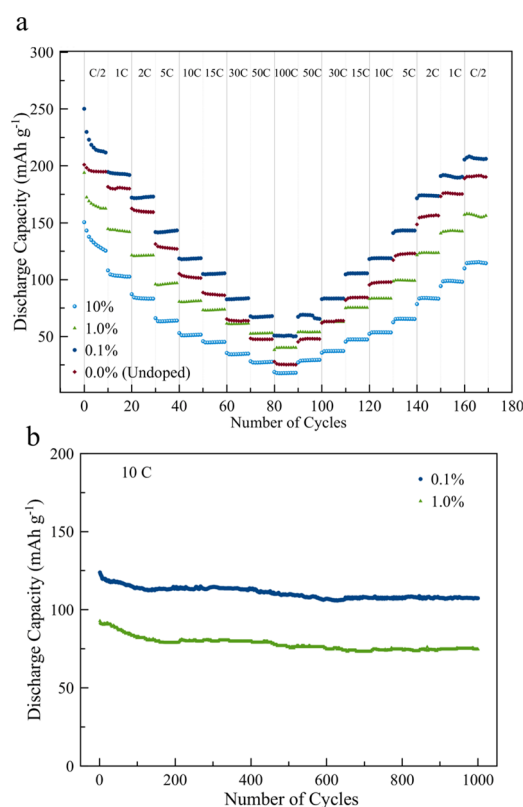 a
300
C/2 1C 2C 5C 10C 15C 30C 50C 100C 50C 30C 15C 10C 5C 2C 1C C/2
250
200
150
100
50
Discharge Capacity (mAh g-1)
10%
1.0%
0.1%
0.0% (Undoped)
0 20 40 60 80 100 120 140 160 180
Number of Cycles
b
200
10 C
0.1%
1.0%
150
100
50
0
Discharge Capacity (mAh g-1)
0 200 400 600 800 1000
Number of Cycles